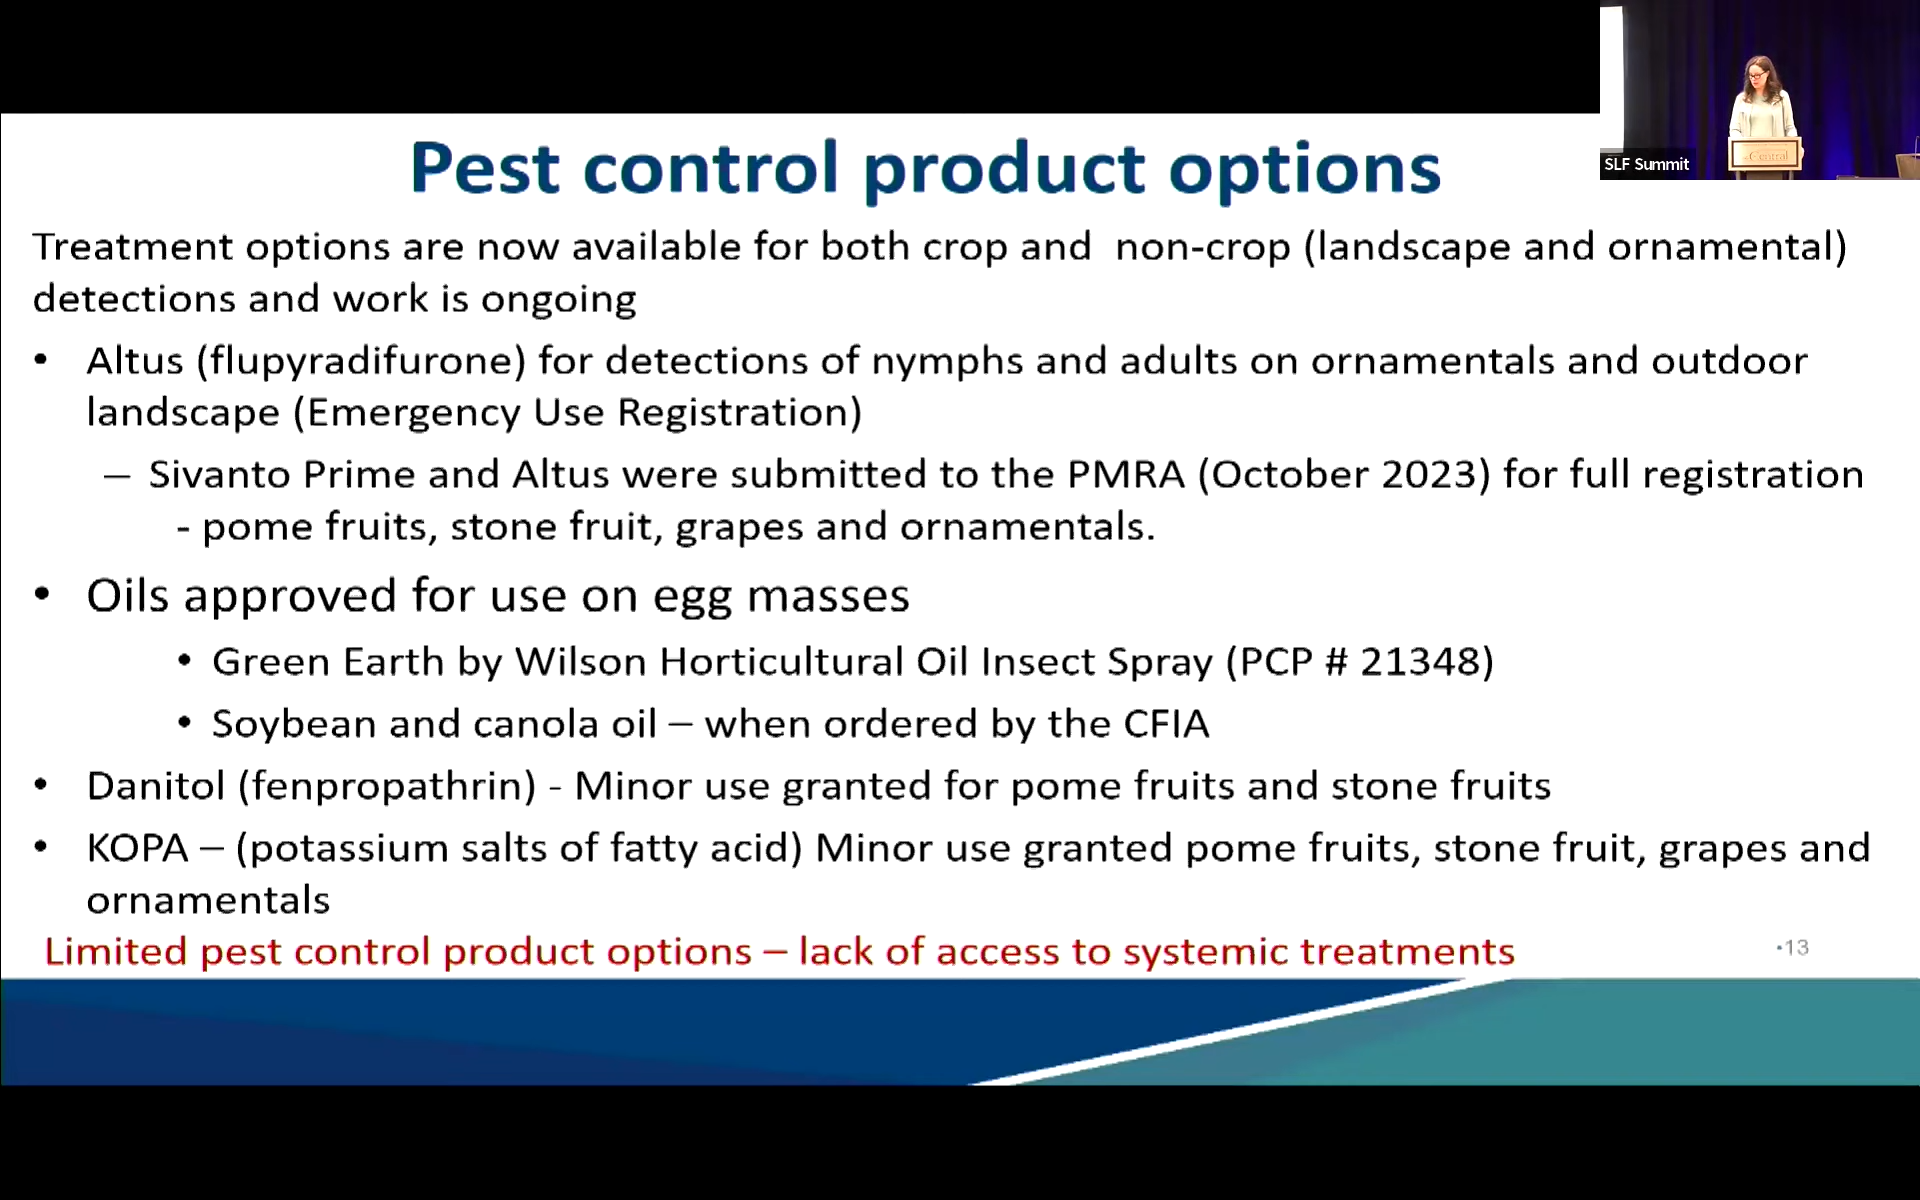 SLF Summit
Central
Pest control product options
Treatment options are now available for both crop and non-crop (landscape and ornamental)
detections and work is ongoing
• Altus (flupyradifurone) for detections of nymphs and adults on ornamentals and outdoor
landscape (Emergency Use Registration)
– Sivanto Prime and Altus were submitted to the PMRA (October 2023) for full registration
- pome fruits, stone fruit, grapes and ornamentals.
• Oils approved for use on egg masses
• Green Earth by Wilson Horticultural Oil Insect Spray (PCP # 21348)
• Soybean and canola oil – when ordered by the CFIA
• Danitol (fenpropathrin) - Minor use granted for pome fruits and stone fruits
• KOPA – (potassium salts of fatty acid) Minor use granted pome fruits, stone fruit, grapes and
ornamentals
Limited pest control product options – lack of access to systemic treatments
•13